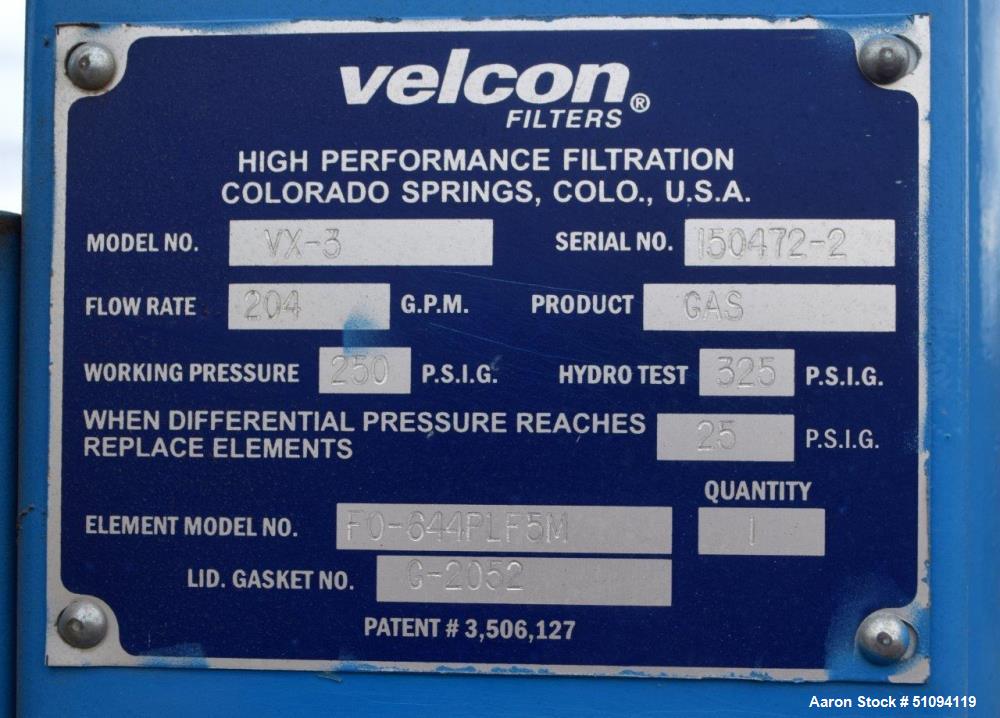 velcon®
FILTERS
HIGH PERFORMANCE FILTRATION
COLORADO SPRINGS, COLO., U.S.A.
MODEL NO. VX-3 SERIAL NO. 150472-2
FLOW RATE 204 G.P.M. PRODUCT GAS
WORKING PRESSURE 250 P.S.I.G. HYDRO TEST 325 P.S.I.G.
WHEN DIFFERENTIAL PRESSURE REACHES 25 P.S.I.G.
REPLACE ELEMENTS
QUANTITY
ELEMENT MODEL NO. FO-644PLF5M 1
LID. GASKET NO. G-2052
PATENT # 3,506,127
Aaron Stock # 51094119